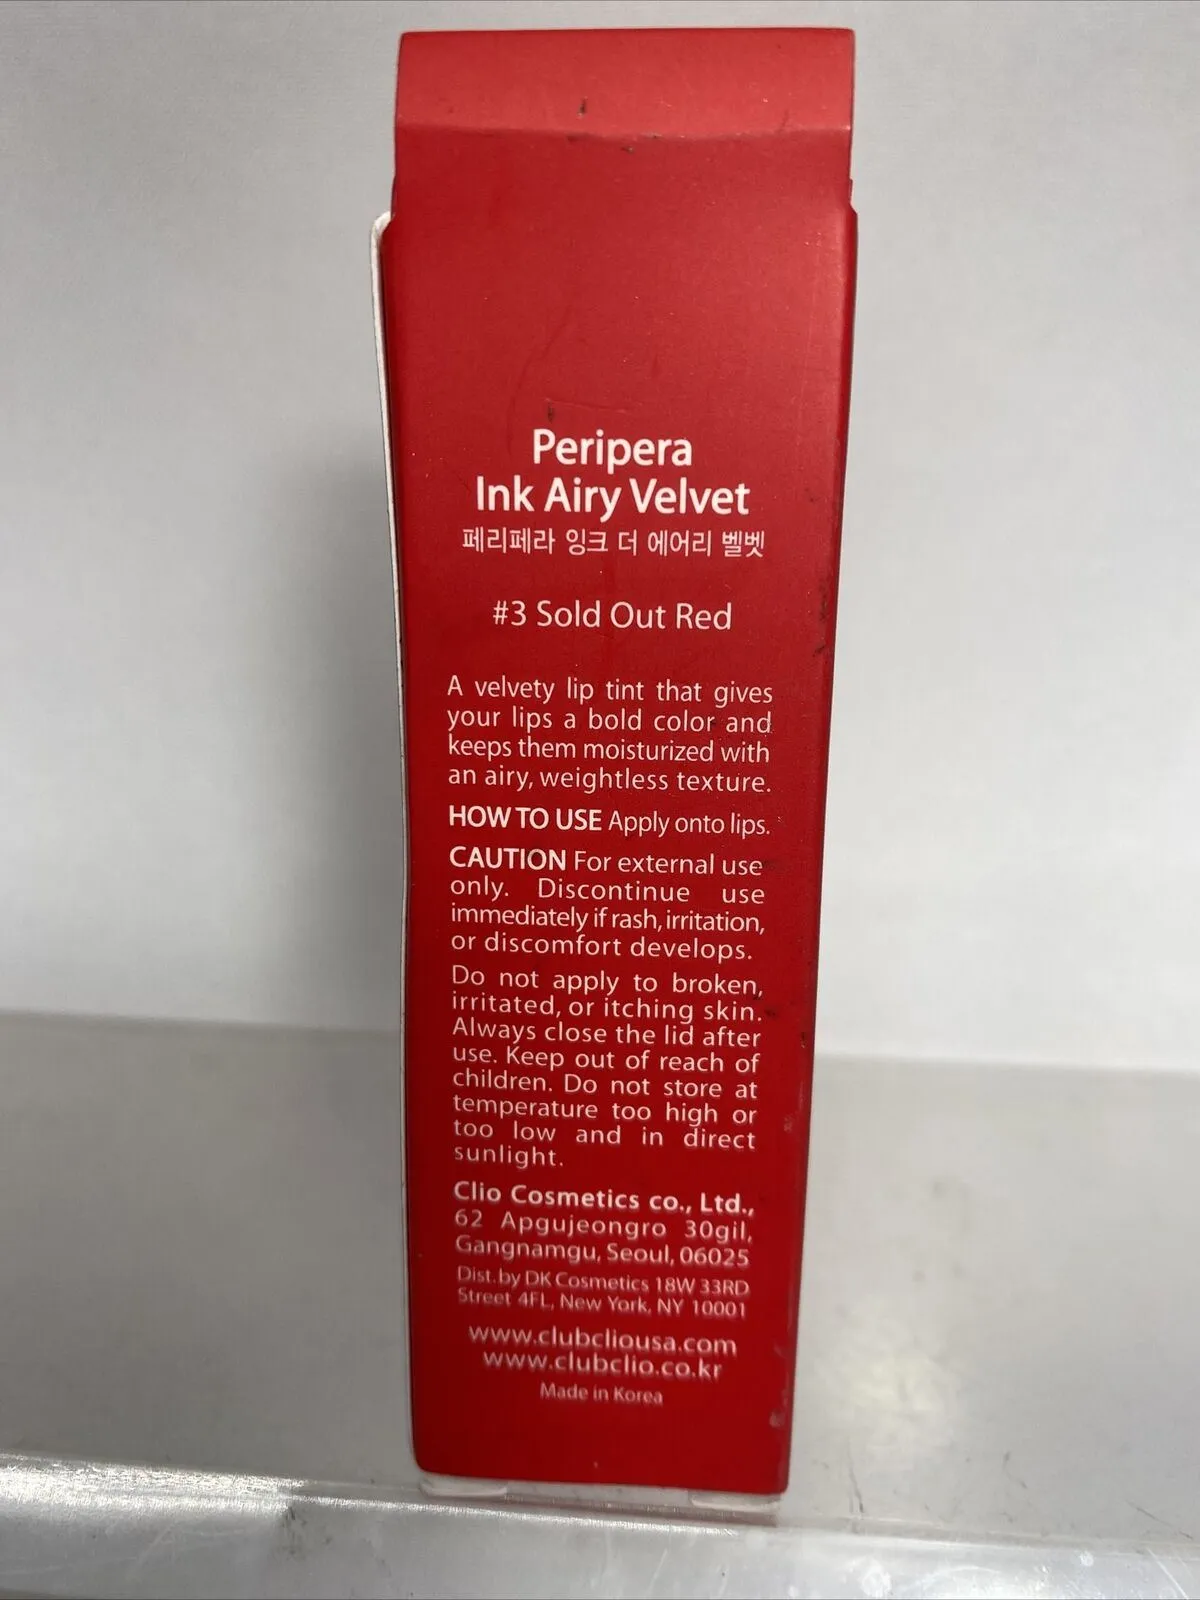 Peripera
Ink Airy Velvet
페리페라 잉크 더 에어리 벨벳
#3 Sold Out Red
A velvety lip tint that gives
your lips a bold color and
keeps them moisturized with
an airy, weightless texture.
HOW TO USE Apply onto lips.
CAUTION For external use
only. Discontinue use
immediately if rash, irritation,
or discomfort develops.
Do not apply to broken,
irritated, or itching skin.
Always close the lid after
use. Keep out of reach of
children. Do not store at
temperature too high or
too low and in direct
sunlight.
Clio Cosmetics co., Ltd.,
62 Apgujeongro 30gil,
Gangnamgu, Seoul, 06025
Dist.by DK Cosmetics 18W 33RD
Street 4FL, New York, NY 10001
www.clubcliousa.com
www.clubclio.co.kr
Made in Korea